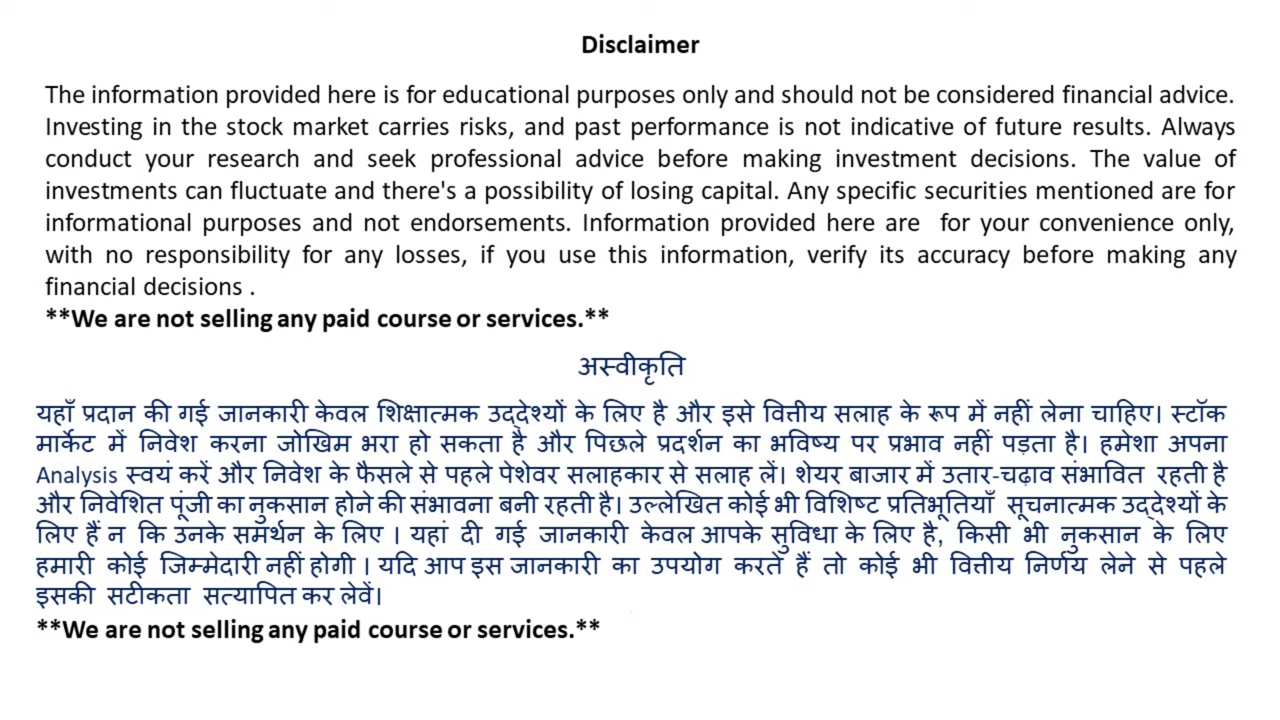 Disclaimer
The information provided here is for educational purposes only and should not be considered financial advice.
Investing in the stock market carries risks, and past performance is not indicative of future results. Always
conduct your research and seek professional advice before making investment decisions. The value of
investments can fluctuate and there's a possibility of losing capital. Any specific securities mentioned are for
informational purposes and not endorsements. Information provided here are for your convenience only,
with no responsibility for any losses, if you use this information, verify its accuracy before making any
financial decisions .
**We are not selling any paid course or services.**
अस्वीकृति
यहाँ प्रदान की गई जानकारी केवल शिक्षात्मक उद्देश्यों के लिए है और इसे वित्तीय सलाह के रूप में नहीं लेना चाहिए। स्टॉक
मार्केट में निवेश करना जोखिम भरा हो सकता है और पिछले प्रदर्शन का भविष्य पर प्रभाव नहीं पड़ता है। हमेशा अपना
Analysis स्वयं करें और निवेश के फैसले से पहले पेशेवर सलाहकार से सलाह लें। शेयर बाजार में उतार-चढ़ाव संभावित रहती है
और निवेशित पूंजी का नुकसान होने की संभावना बनी रहती है। उल्लेखित कोई भी विशिष्ट प्रतिभूतियाँ सूचनात्मक उद्देश्यों के
लिए हैं न कि उनके समर्थन के लिए । यहां दी गई जानकारी केवल आपके सुविधा के लिए है, किसी भी नुकसान के लिए
हमारी कोई जिम्मेदारी नहीं होगी । यदि आप इस जानकारी का उपयोग करते हैं तो कोई भी वित्तीय निर्णय लेने से पहले
इसकी सटीकता सत्यापित कर लेवें।
**We are not selling any paid course or services.**